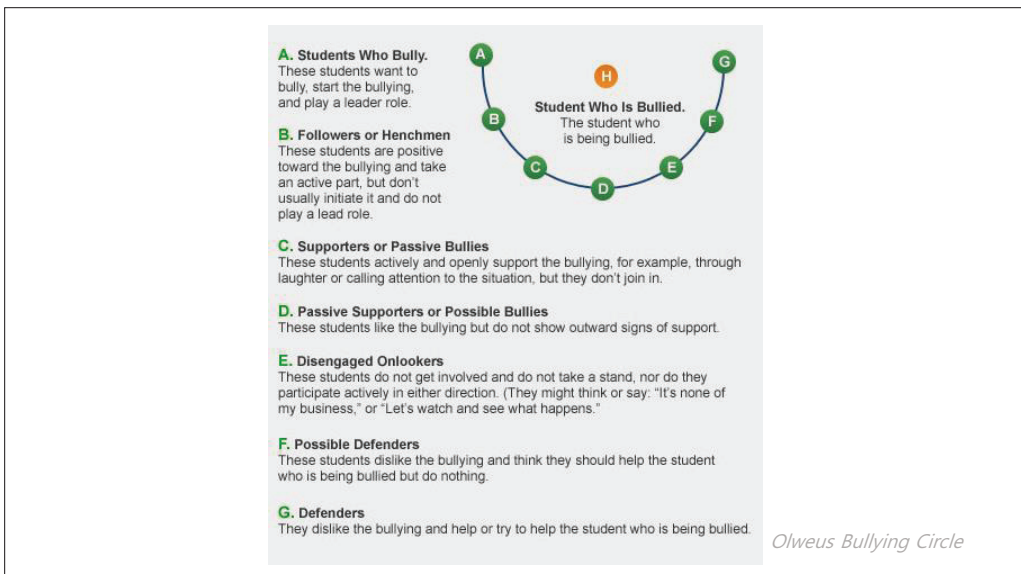 A. Students Who Bully.
These students want to
bully, start the bullying,
and play a leader role.
B. Followers or Henchmen
These students are positive
toward the bullying and take
an active part, but don't
usually initiate it and do not
play a lead role.
A
B
C
D
E
F
G
H
Student Who Is Bullied.
The student who
is being bullied.
C. Supporters or Passive Bullies
These students actively and openly support the bullying, for example, through
laughter or calling attention to the situation, but they don't join in.
D. Passive Supporters or Possible Bullies
These students like the bullying but do not show outward signs of support.
E. Disengaged Onlookers
These students do not get involved and do not take a stand, nor do they
participate actively in either direction. (They might think or say: “It's none of
my business,” or “Let's watch and see what happens.”
F. Possible Defenders
These students dislike the bullying and think they should help the student
who is being bullied but do nothing.
G. Defenders
They dislike the bullying and help or try to help the student who is being bullied.
Olweus Bullying Circle